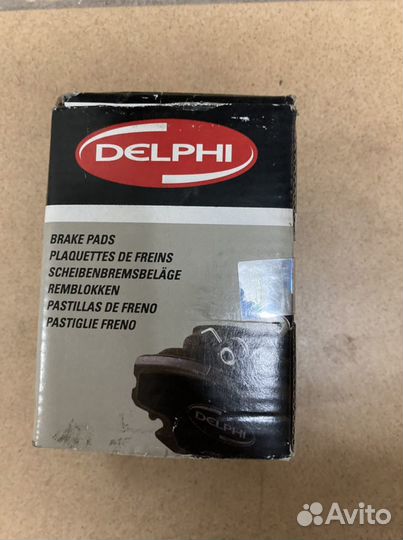 DELPHI
BRAKE PADS
PLAQUETTES DE FREINS
SCHEIBENBREMSBELÄGE
REMBLOKKEN
PASTILLAS DE FRENO
PASTIGLIE FRENO
DELPHI
Avito